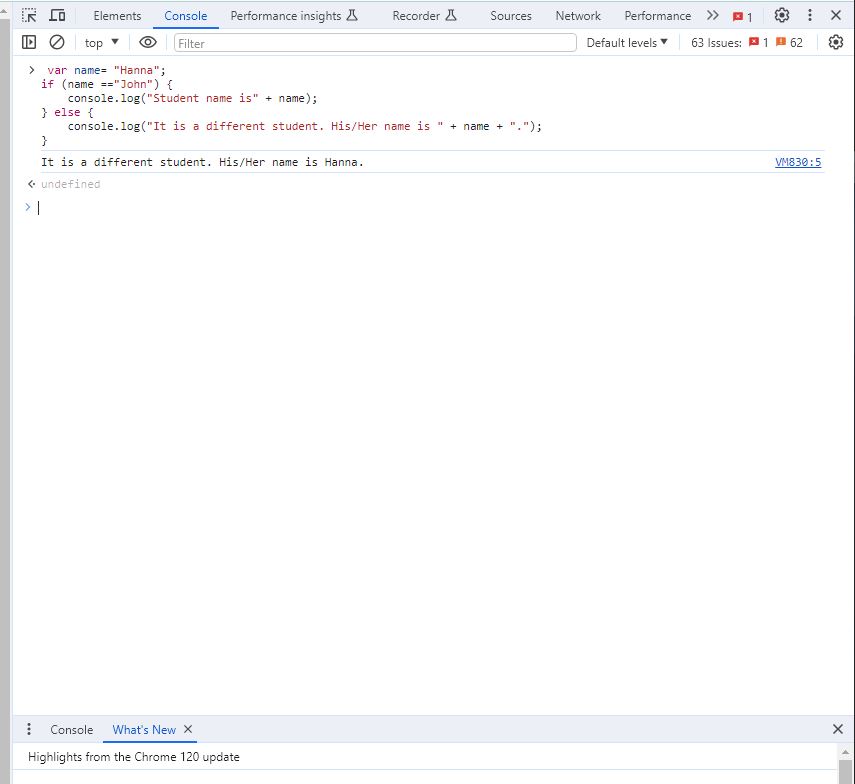 Elements Console Performance insights Recorder Sources Network Performance 1
top Filter Default levels 63 Issues: 1 62
var name= "Hanna";
if (name =="John") {
console.log("Student name is" + name);
} else {
console.log("It is a different student. His/Her name is " + name + ".");
}
It is a different student. His/Her name is Hanna. VM830:5
undefined
Console What's New
Highlights from the Chrome 120 update